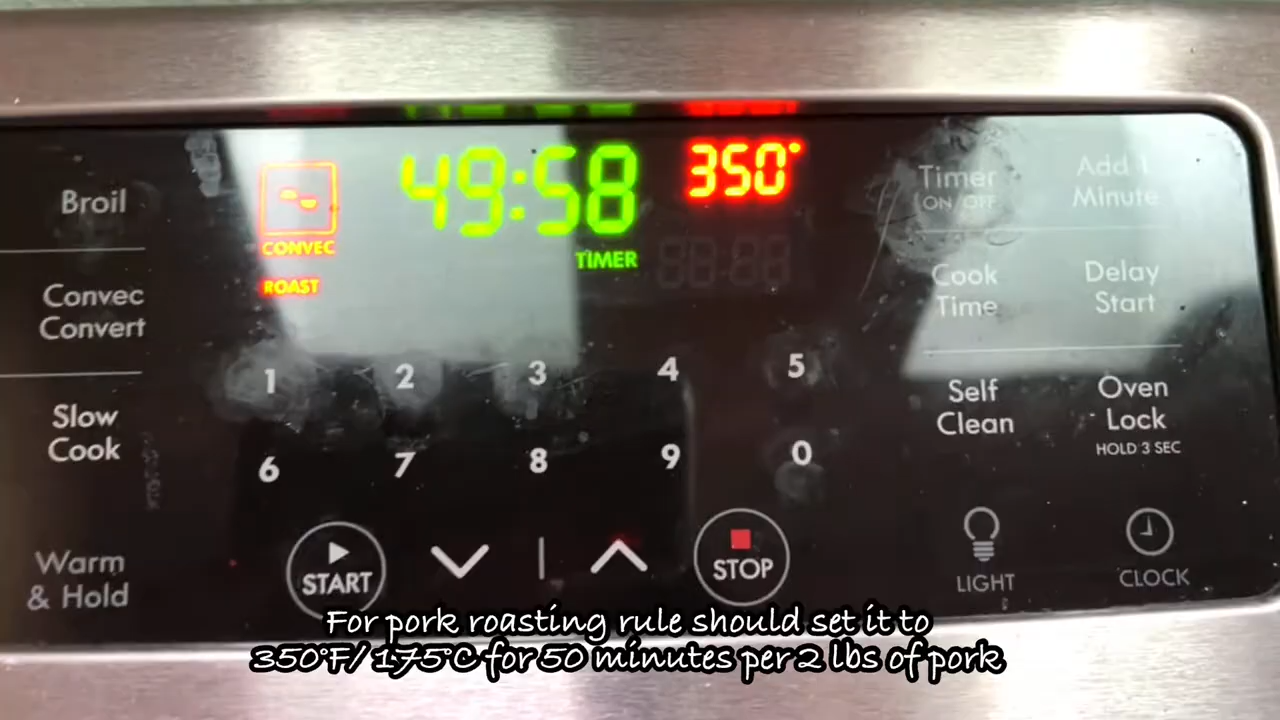 Broil
Convec
Convert
Slow
Cook
Warm
& Hold
CONVEC
ROAST
49:58
TIMER
350°
1 2 3 4 5
6 7 8 9 0
START
STOP
Timer
ON/OFF
Add 1
Minute
Cook
Time
Delay
Start
Self
Clean
Oven
Lock
HOLD 3 SEC
LIGHT
CLOCK
For pork roasting rule should set it to
350°F/ 175°C for 50 minutes per 2 lbs of pork